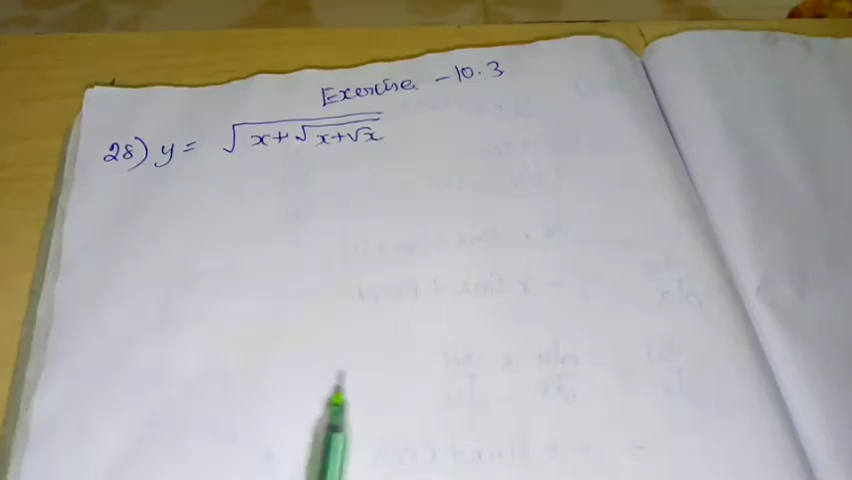 Exercise - 10.3
28) y = √(x+√(x+√x))